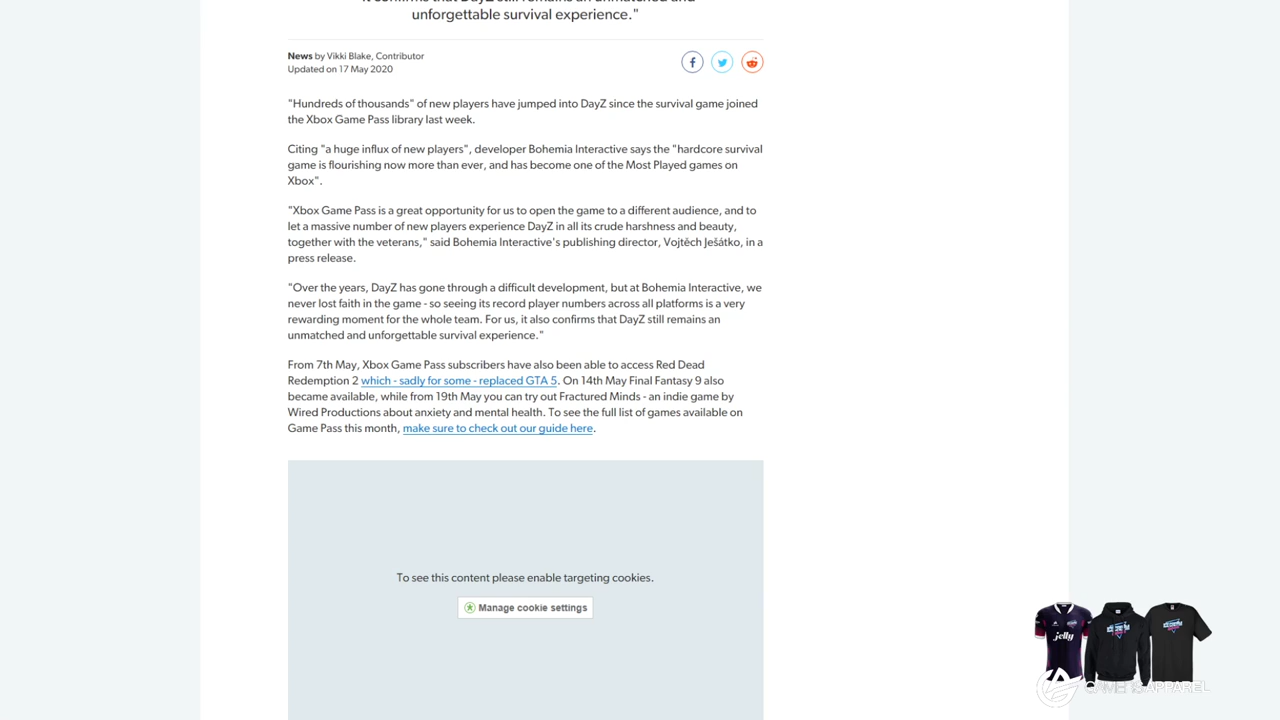 it confirms that DayZ still remains an unmatched and
unforgettable survival experience."
News by Vikki Blake, Contributor
Updated on 17 May 2020
"Hundreds of thousands" of new players have jumped into DayZ since the survival game joined
the Xbox Game Pass library last week.
Citing "a huge influx of new players", developer Bohemia Interactive says the "hardcore survival
game is flourishing now more than ever, and has become one of the Most Played games on
Xbox".
"Xbox Game Pass is a great opportunity for us to open the game to a different audience, and to
let a massive number of new players experience DayZ in all its crude harshness and beauty,
together with the veterans," said Bohemia Interactive's publishing director, Vojtěch Ješátko, in a
press release.
"Over the years, DayZ has gone through a difficult development, but at Bohemia Interactive, we
never lost faith in the game - so seeing its record player numbers across all platforms is a very
rewarding moment for the whole team. For us, it also confirms that DayZ still remains an
unmatched and unforgettable survival experience."
From 7th May, Xbox Game Pass subscribers have also been able to access Red Dead
Redemption 2 which - sadly for some - replaced GTA 5. On 14th May Final Fantasy 9 also
became available, while from 19th May you can try out Fractured Minds - an indie game by
Wired Productions about anxiety and mental health. To see the full list of games available on
Game Pass this month, make sure to check out our guide here.
To see this content please enable targeting cookies.
Manage cookie settings
jelly
APPAREL